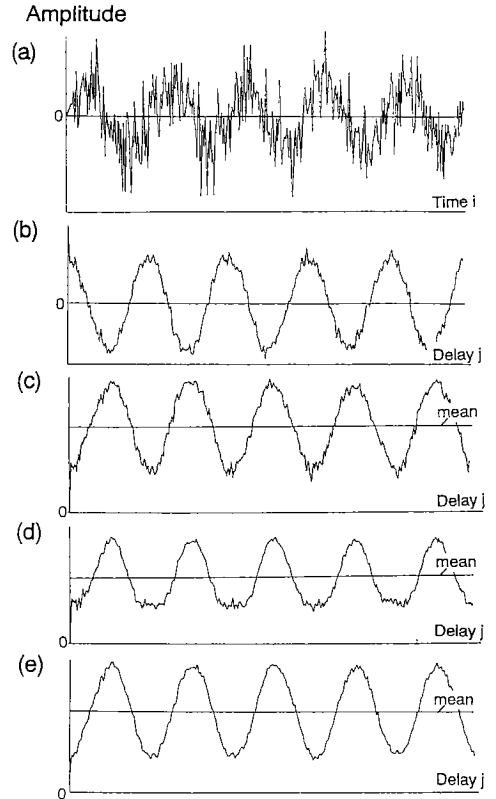 Amplitude
(a)
0
Time i
(b)
0
Delay j
(c)
mean
0
Delay j
(d)
mean
0
Delay j
(e)
mean
0
Delay j